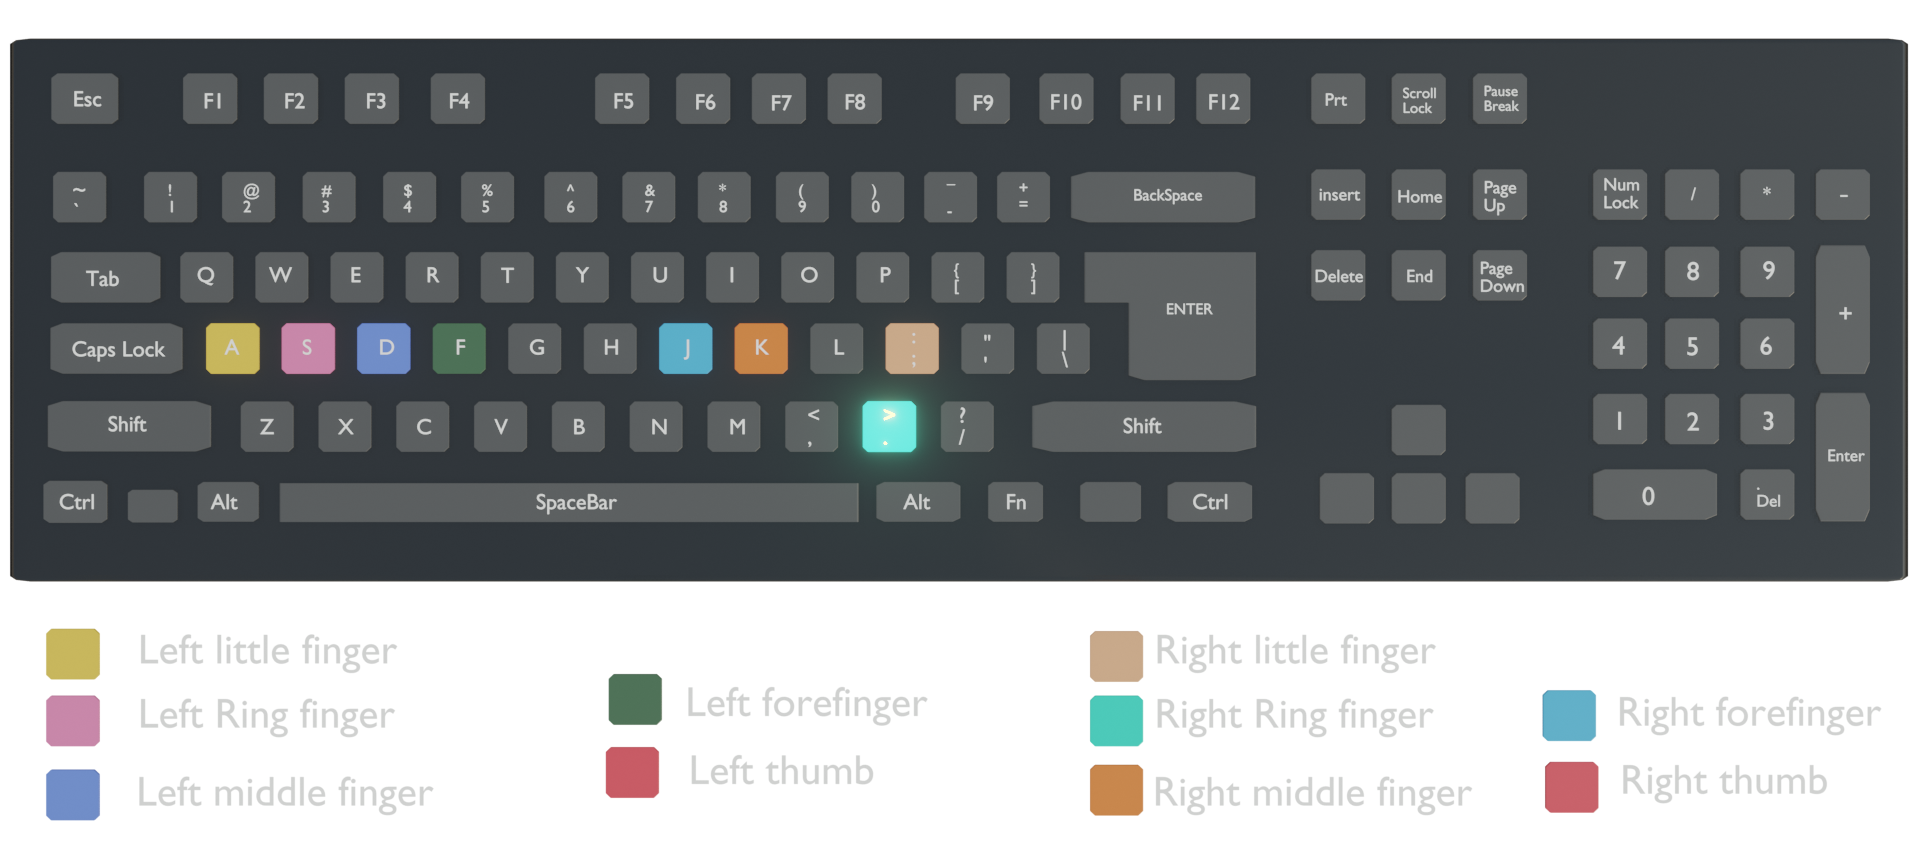 Esc F1 F2 F3 F4 F5 F6 F7 F8 F9 F10 F11 F12 Prt Scroll Lock Pause Break
~ ` ! 1 @ 2 # 3 $ 4 % 5 ^ 6 & 7 * 8 ( 9 ) 0 _ - + = BackSpace insert Home Page Up Num Lock / * -
Tab Q W E R T Y U I O P { [ } ] ENTER Delete End Page Down 7 8 9 +
Caps Lock A S D F G H J K L : ; " ' | \ 4 5 6
Shift Z X C V B N M < , > . ? / Shift 1 2 3 Enter
Ctrl Alt SpaceBar Alt Fn Ctrl 0 . Del
Left little finger
Left Ring finger
Left middle finger
Left forefinger
Left thumb
Right little finger
Right Ring finger
Right middle finger
Right forefinger
Right thumb